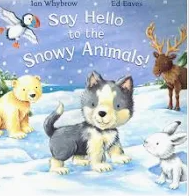 Ian Whybrow Ed Eaves
Say Hello
to the
Snowy Animals!